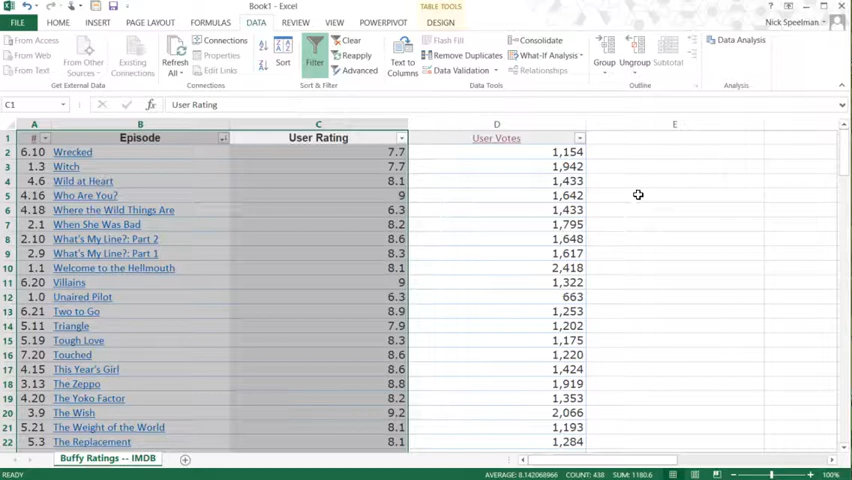 Book1 - Excel
TABLE TOOLS
FILE HOME INSERT PAGE LAYOUT FORMULAS DATA REVIEW VIEW POWERPIVOT DESIGN
Nick Speelman
From Access
From Web
From Text
From Other Sources
Existing Connections
Get External Data
Refresh All
Connections
Properties
Edit Links
Connections
Sort
Filter
Clear
Reapply
Advanced
Sort & Filter
Text to Columns
Flash Fill
Remove Duplicates
Data Validation
Consolidate
What-If Analysis
Relationships
Data Tools
Group
Ungroup
Subtotal
Outline
Data Analysis
Analysis
C1 fx User Rating
A B C D E
1 # Episode User Rating User Votes
2 6.10 Wrecked 7.7 1,154
3 1.3 Witch 7.7 1,942
4 4.6 Wild at Heart 8.1 1,433
5 4.16 Who Are You? 9 1,642
6 4.18 Where the Wild Things Are 6.3 1,433
7 2.1 When She Was Bad 8.2 1,795
8 2.10 What's My Line?: Part 2 8.6 1,648
9 2.9 What's My Line?: Part 1 8.3 1,617
10 1.1 Welcome to the Hellmouth 8.1 2,418
11 6.20 Villains 9 1,322
12 1.0 Unaired Pilot 6.3 663
13 6.21 Two to Go 8.9 1,253
14 5.11 Triangle 7.9 1,202
15 5.19 Tough Love 8.3 1,175
16 7.20 Touched 8.6 1,220
17 4.15 This Year's Girl 8.6 1,424
18 3.13 The Zeppo 8.8 1,919
19 4.20 The Yoko Factor 8.2 1,353
20 3.9 The Wish 9.2 2,066
21 5.21 The Weight of the World 8.1 1,193
22 5.3 The Replacement 8.1 1,284
Buffy Ratings -- IMDB
READY AVERAGE: 8.142068966 COUNT: 438 SUM: 1180.6 100%